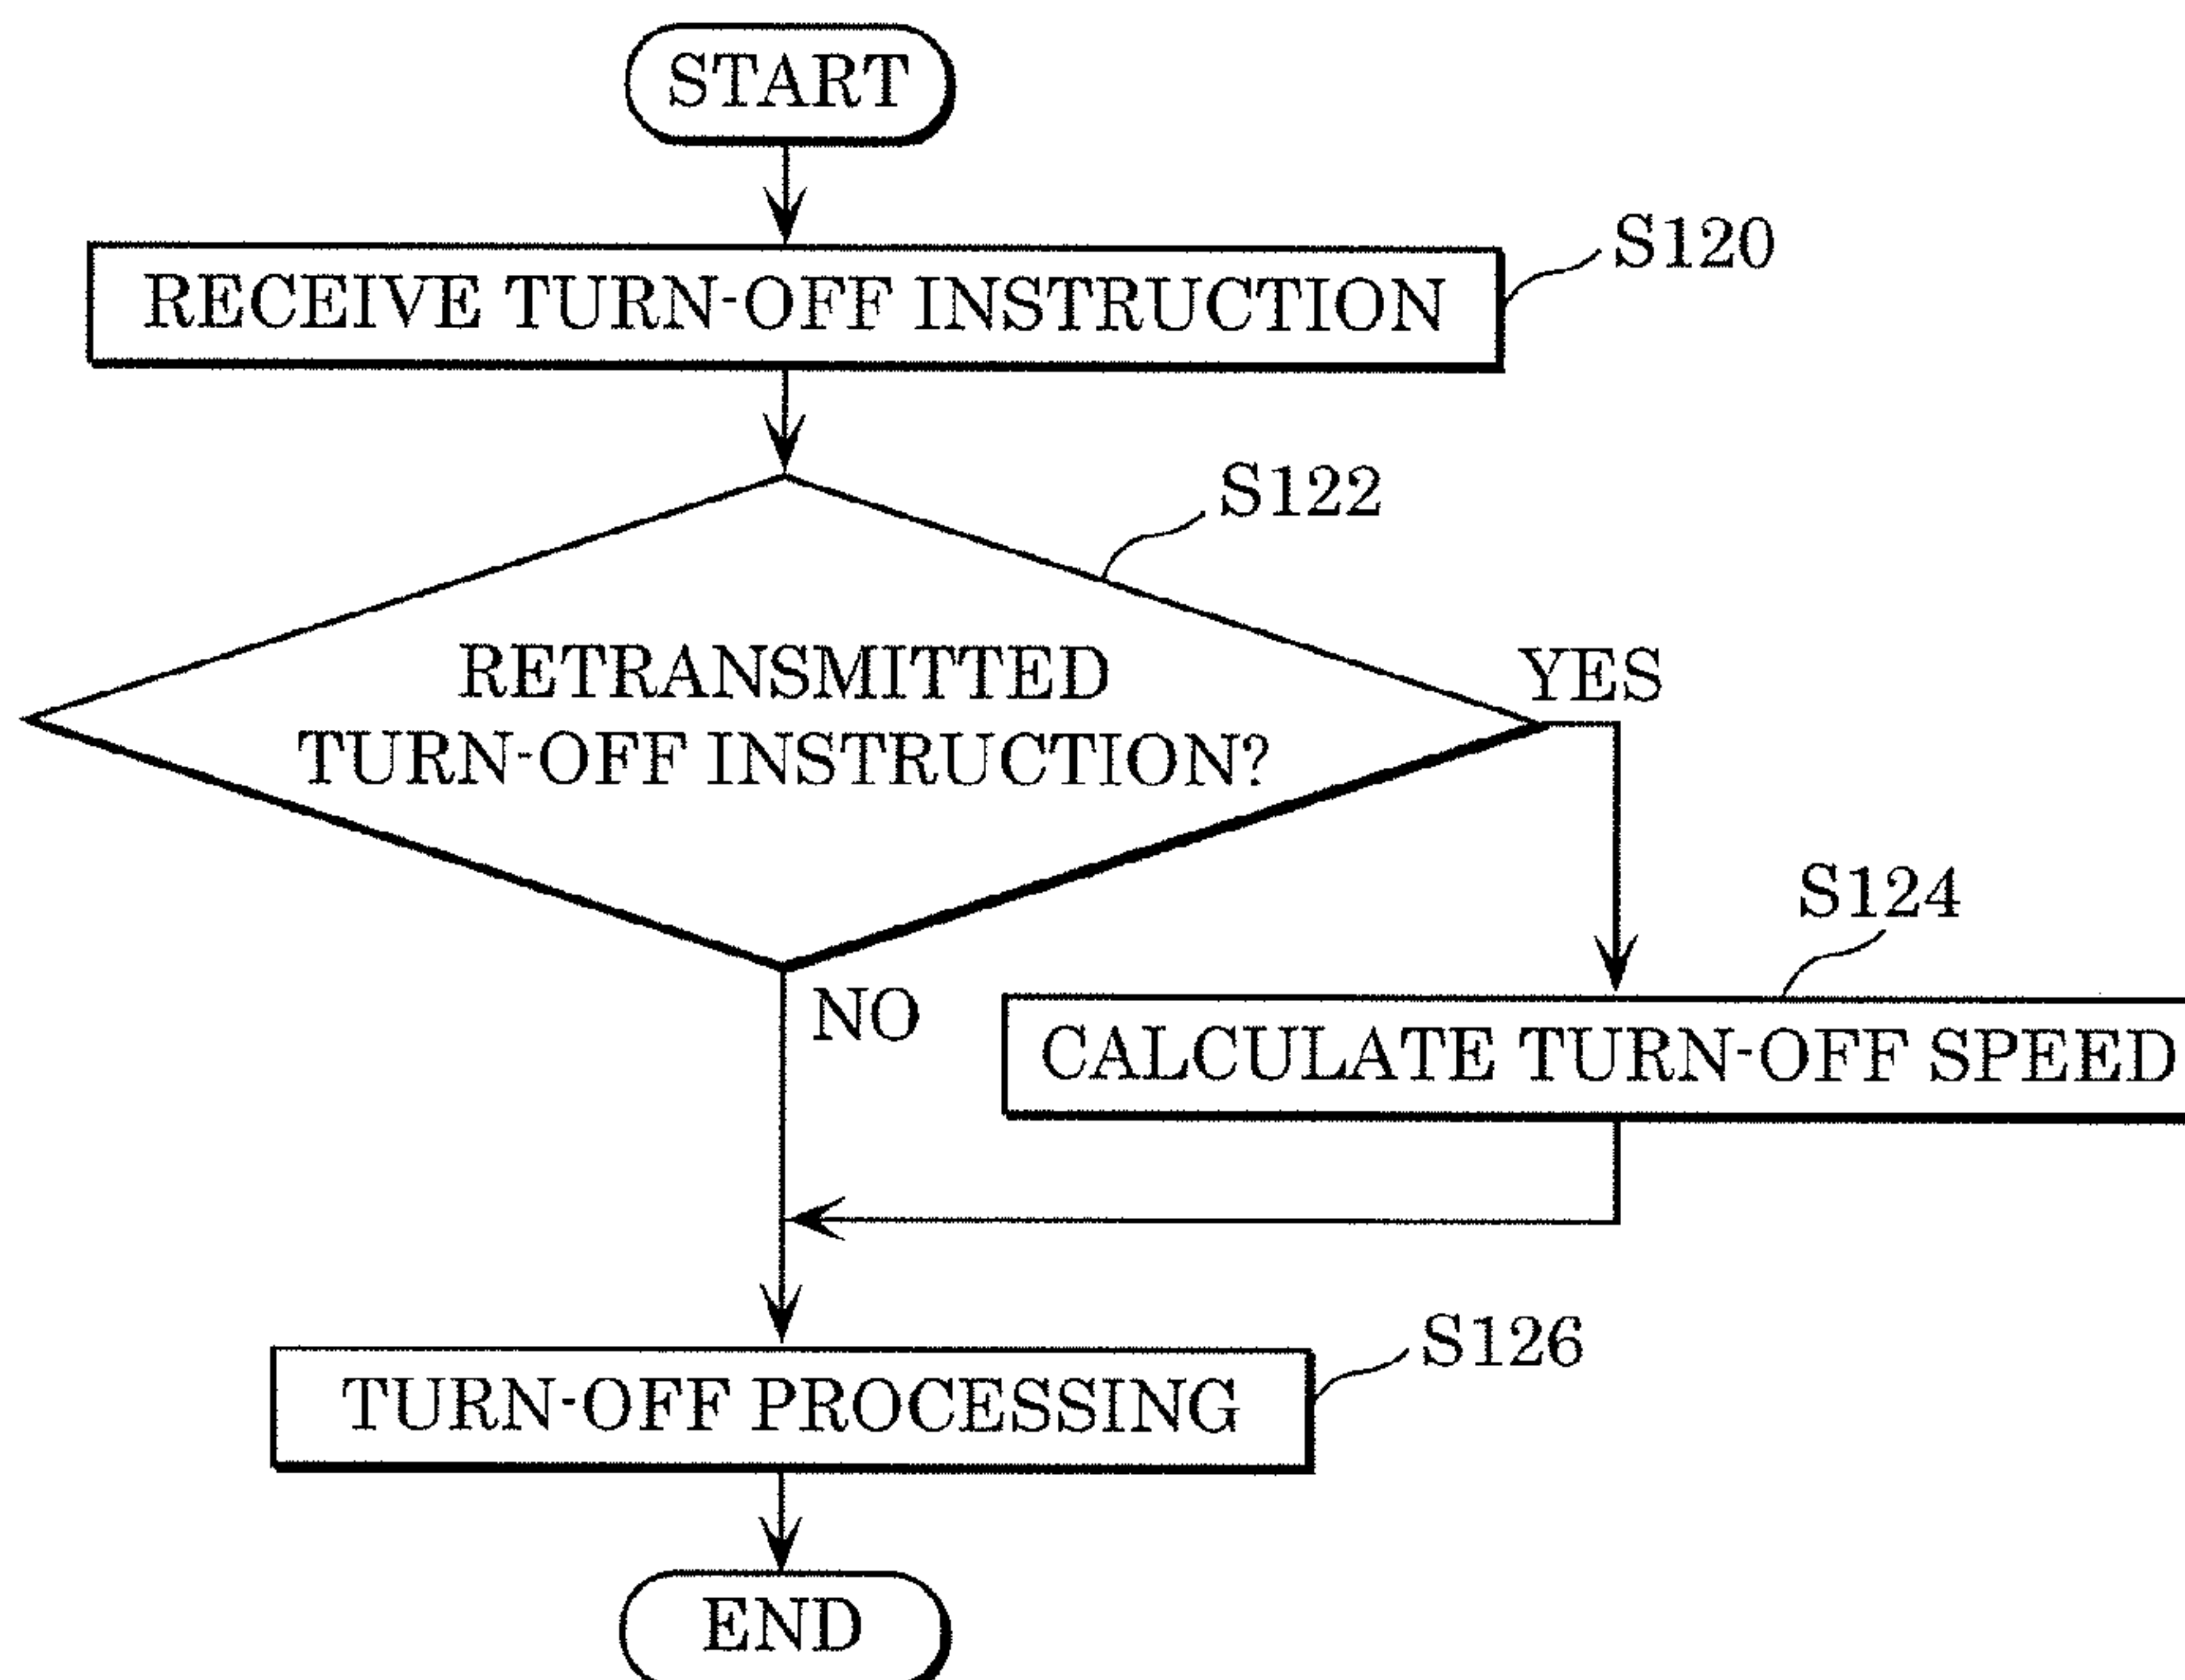 START
RECEIVE TURN-OFF INSTRUCTION
S120
S122
RETRANSMITTED
TURN-OFF INSTRUCTION?
YES
S124
NO
CALCULATE TURN-OFF SPEED
S126
TURN-OFF PROCESSING
END